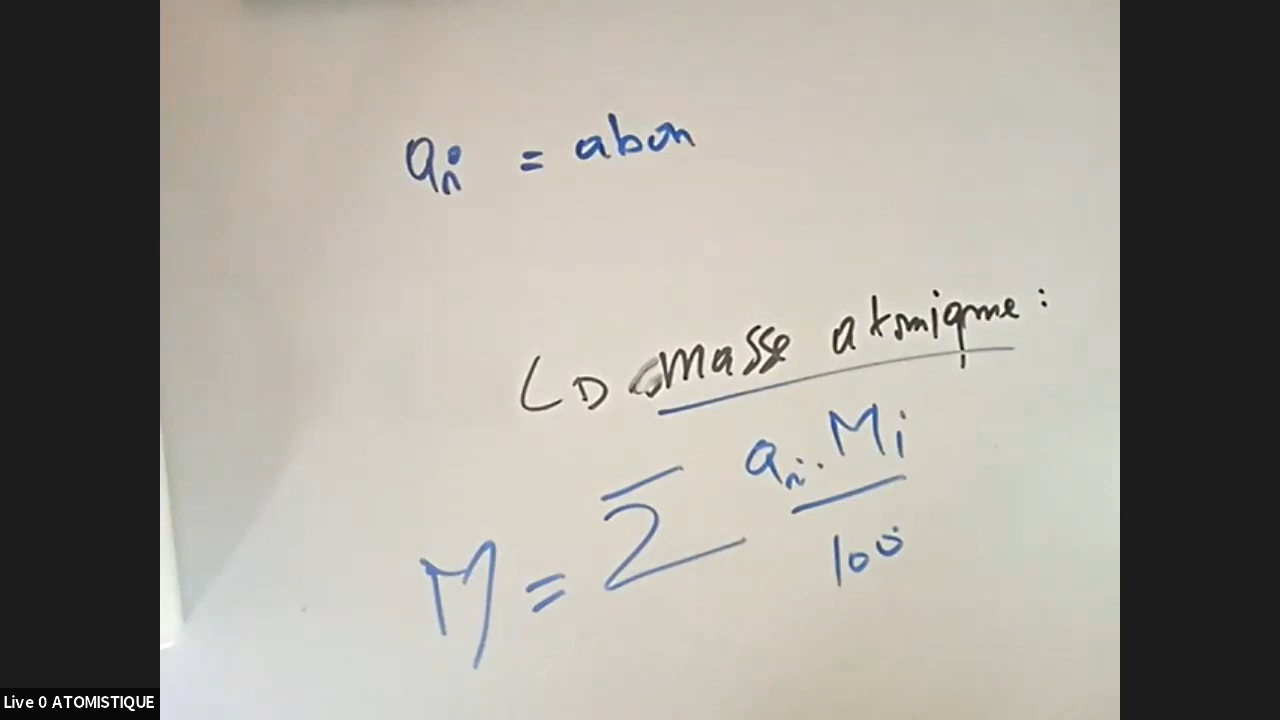 ai = abon
masse atomique :
M = Σ ai . Mi / 100
Live 0 ATOMISTIQUE